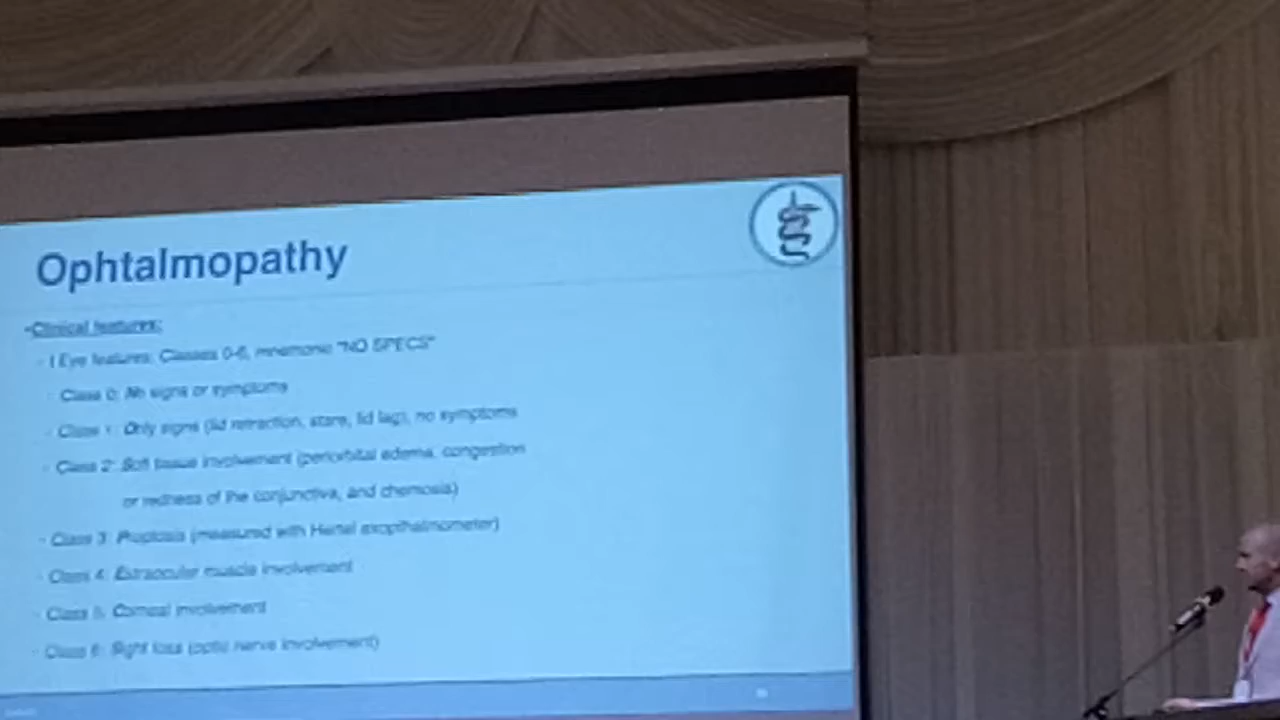 Ophtalmopathy
•Clinical features:
- I Eye features: Classes 0-6, mnemonic "NO SPECS"
- Class 0: No signs or symptoms
- Class 1: Only signs (lid retraction, stare, lid lag), no symptoms
- Class 2: Soft tissue involvement (periorbital edema, congestion
or redness of the conjunctiva, and chemosis)
- Class 3: Proptosis (measured with Hertel exopthalmometer)
- Class 4: Extraocular muscle involvement
- Class 5: Corneal involvement
- Class 6: Sight loss (optic nerve involvement)